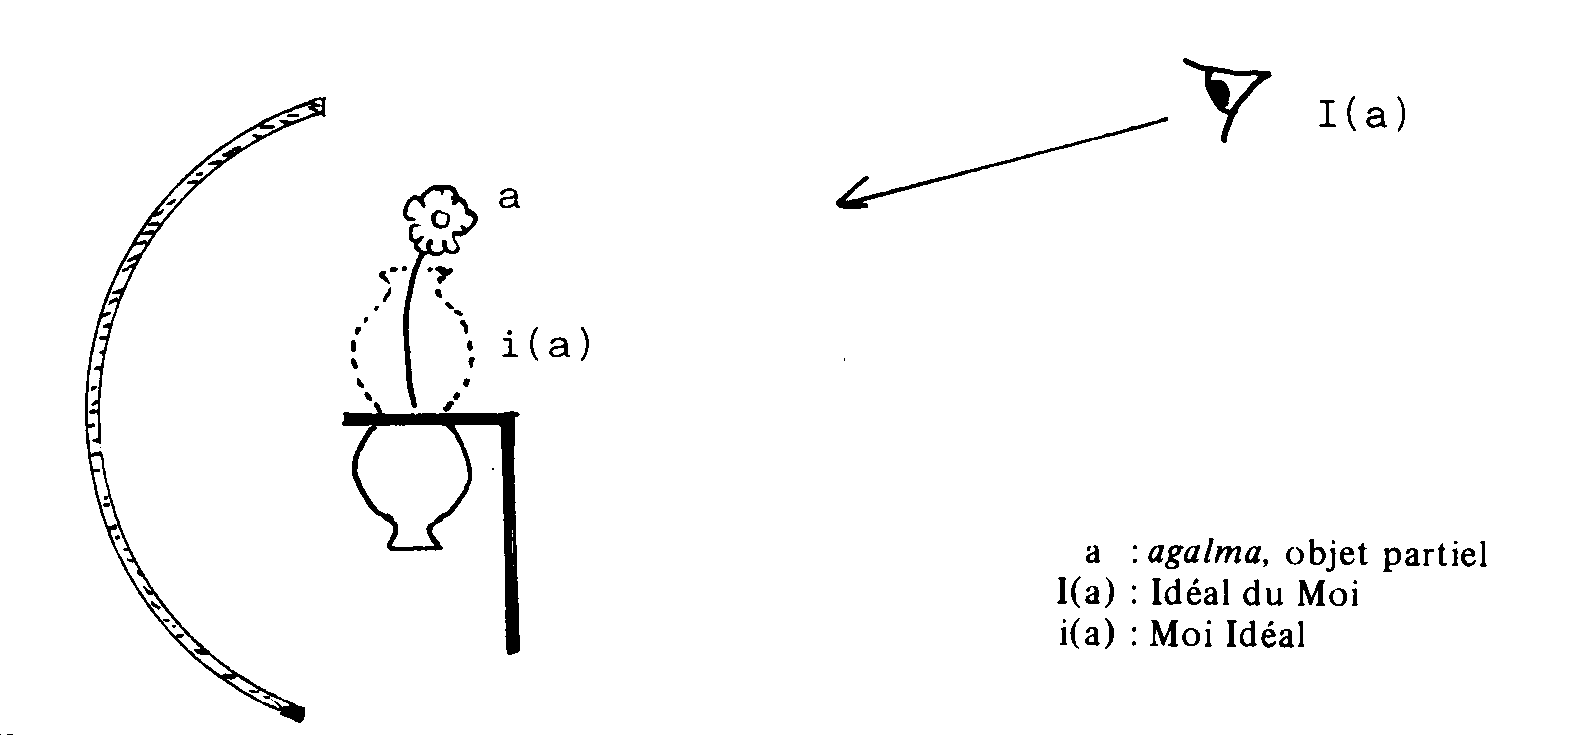 I(a)
a
i(a)
a : agalma, objet partiel
I(a) : Idéal du Moi
i(a) : Moi Idéal